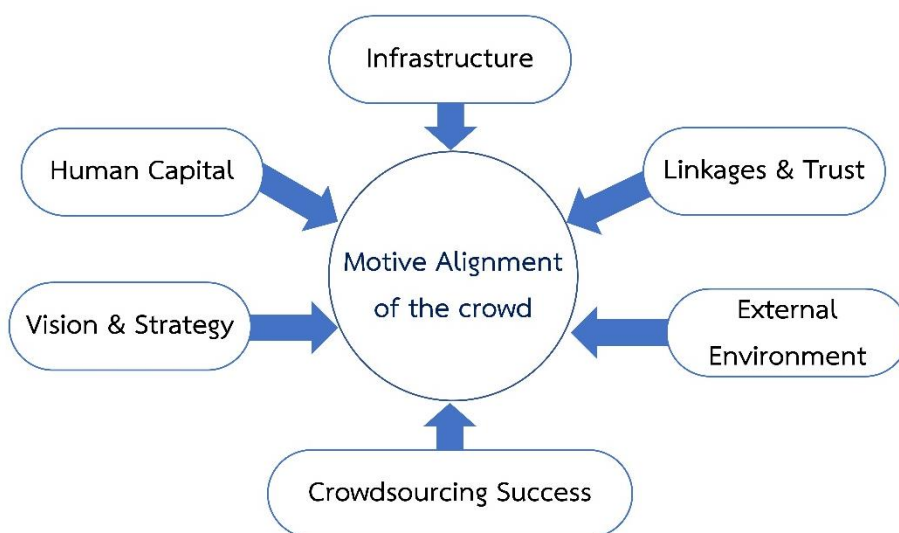 Infrastructure
Human Capital
Linkages & Trust
Motive Alignment
of the crowd
Vision & Strategy
External
Environment
Crowdsourcing Success